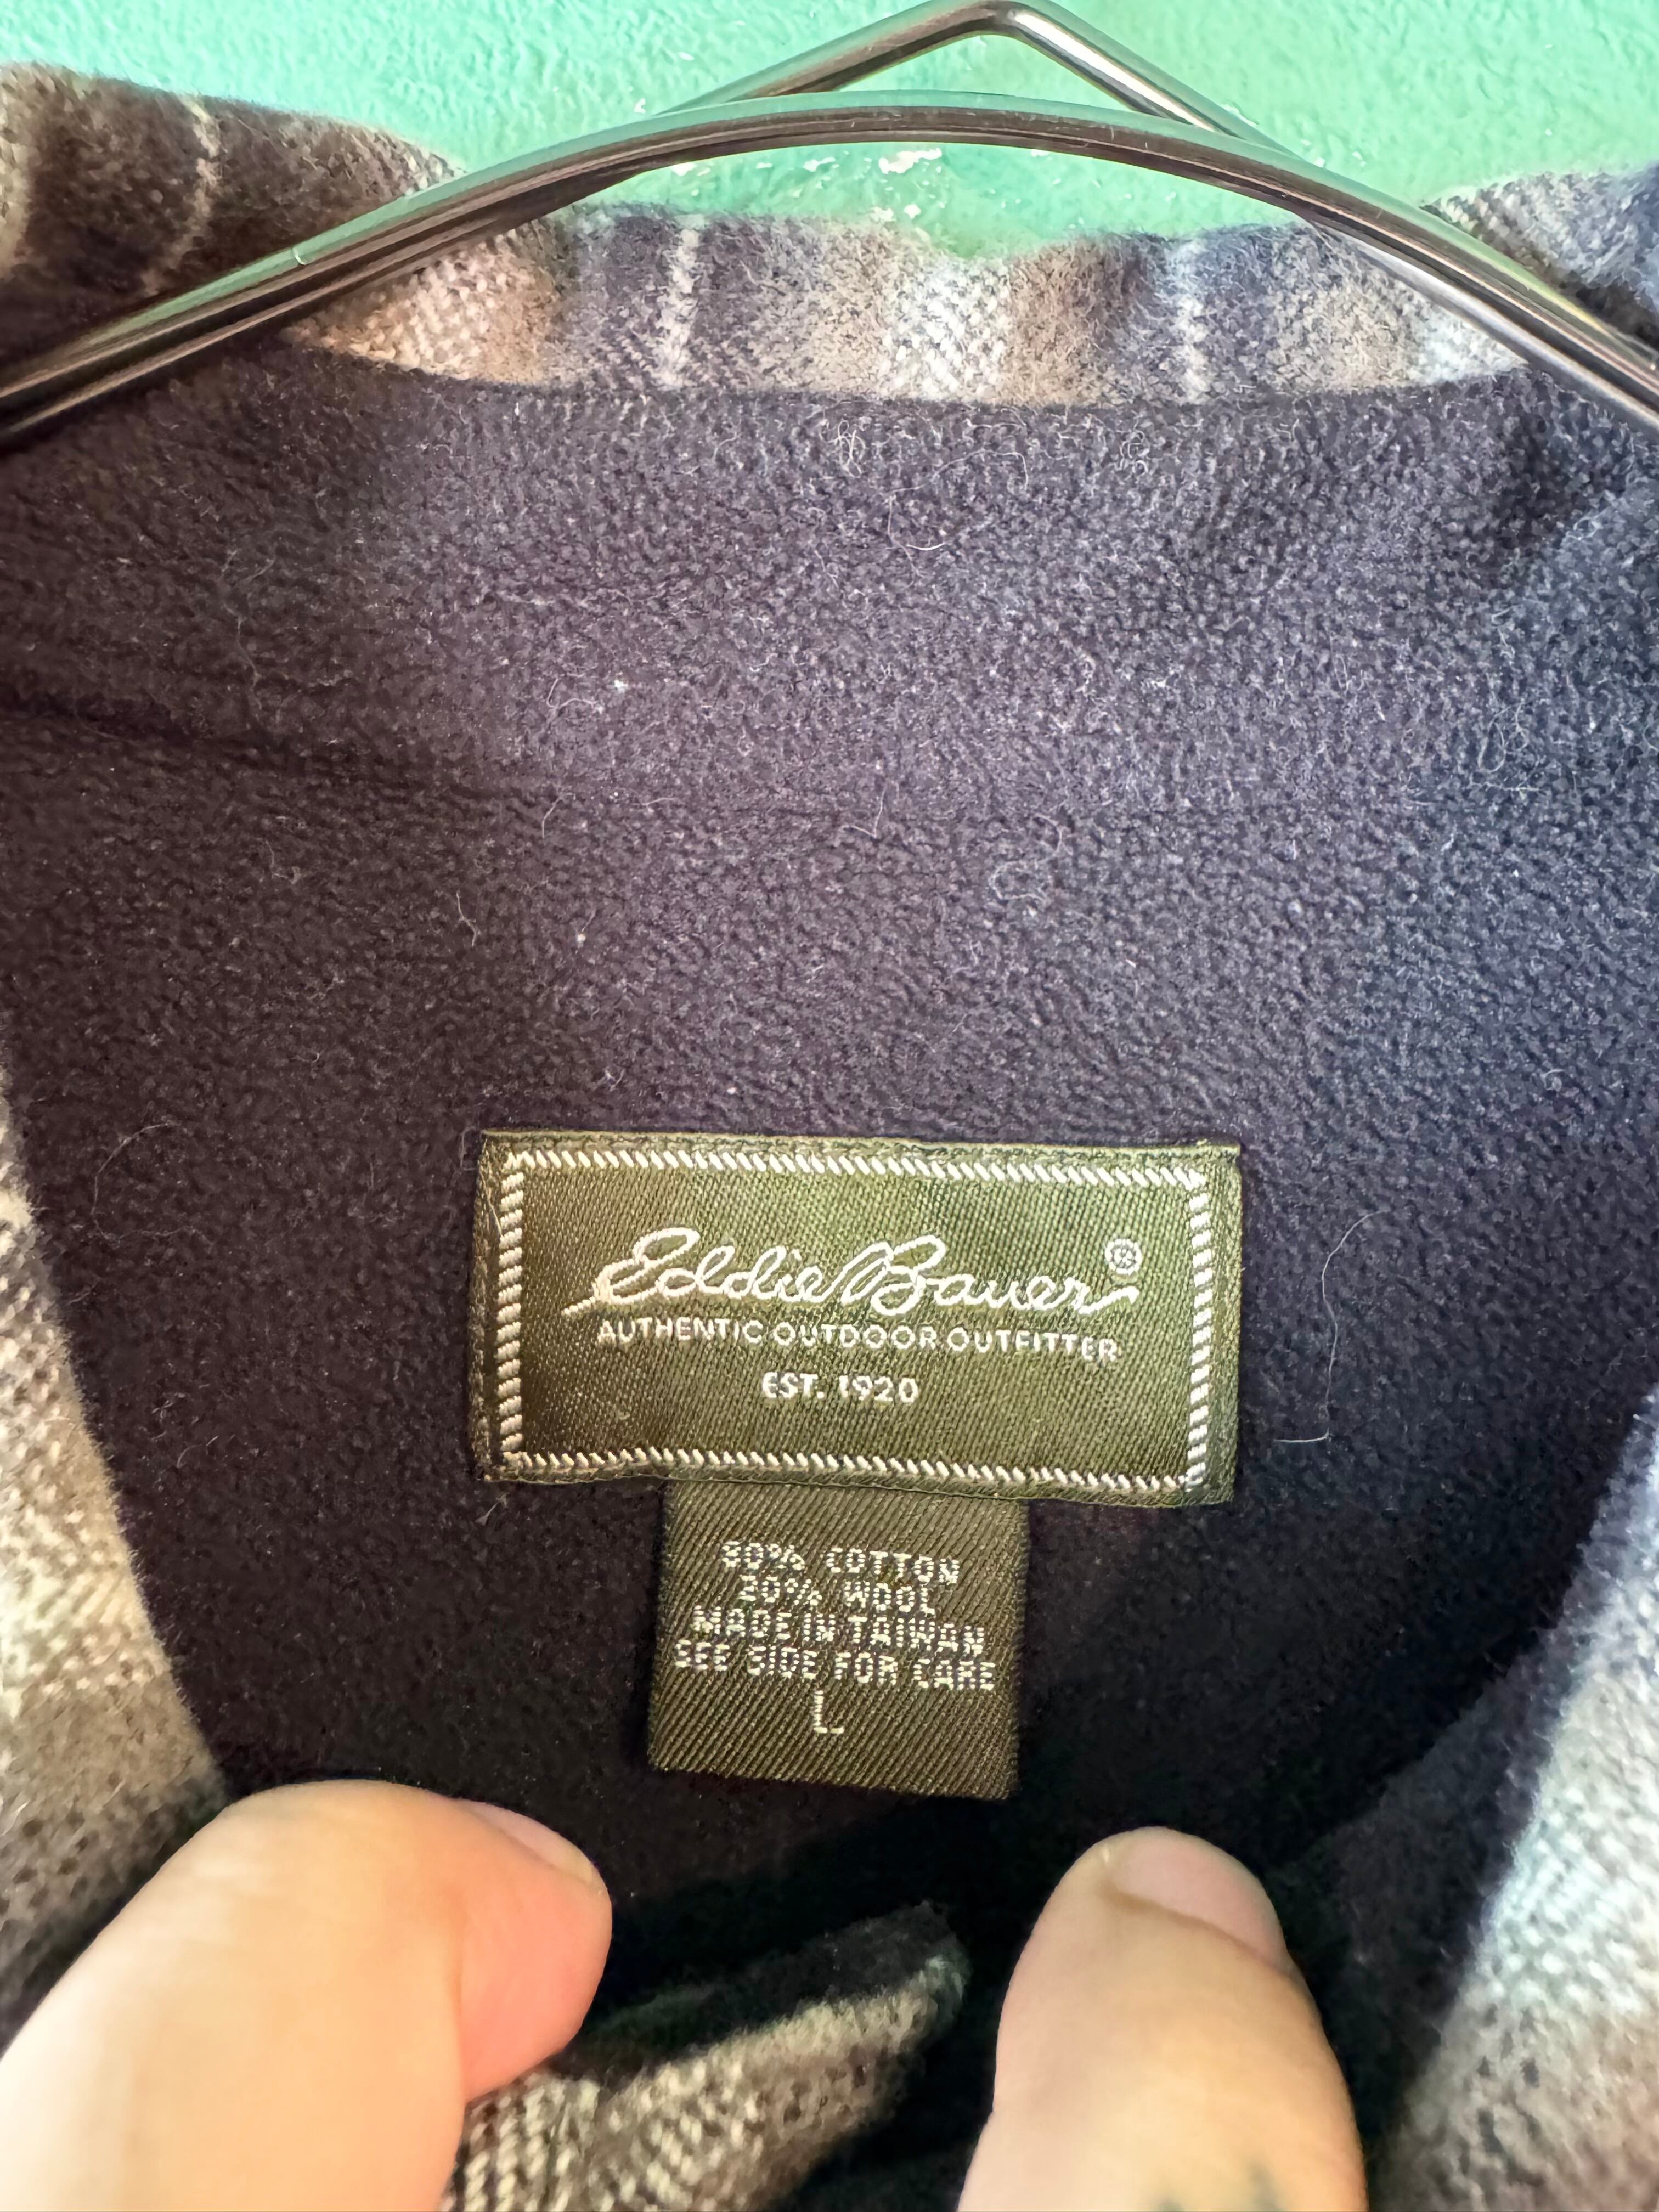 Eddie Bauer®
AUTHENTIC OUTDOOR OUTFITTER
EST. 1920
80% COTTON
20% WOOL
MADE IN TAIWAN
SEE SIDE FOR CARE
L